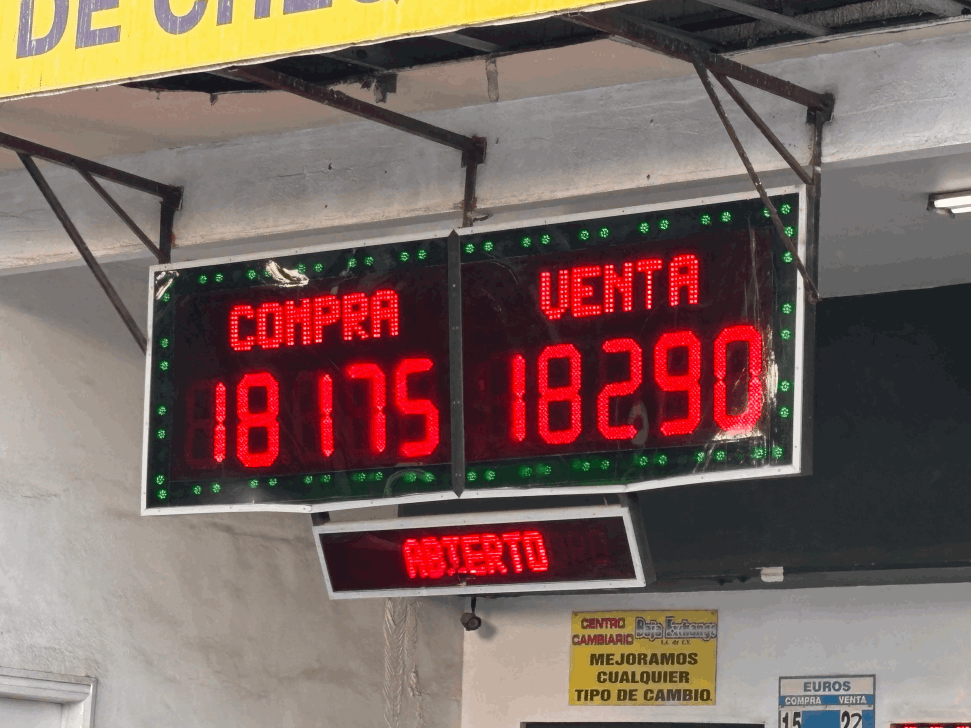 DE
COMPRA
VENTA
18175
18290
ABIERTO
CENTRO
CAMBIARIO
Baja Exchange
S.A. de C.V.
MEJORAMOS
CUALQUIER
TIPO DE CAMBIO
EUROS
COMPRA VENTA
15 22